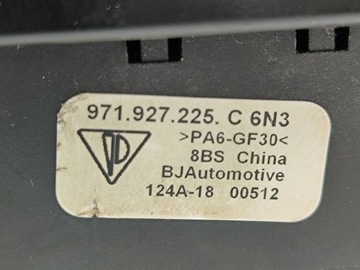 971.927.225. C 6N3
>PA6-GF30<
8BS China
BJAutomotive
124A-18 00512